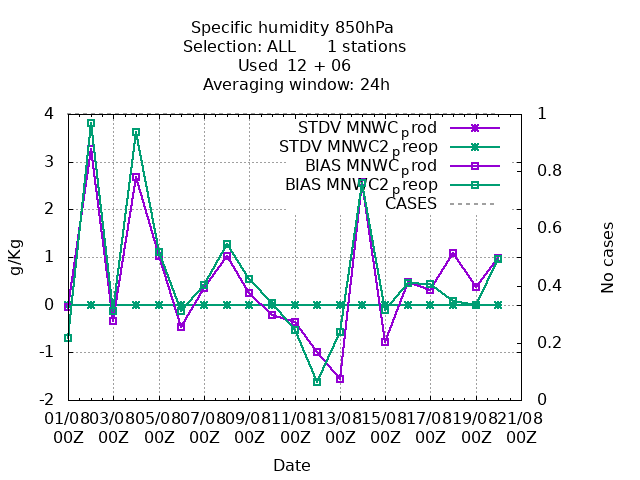 Specific humidity 850hPa
Selection: ALL 1 stations
Used 12 + 06
Averaging window: 24h
STDV MNWC_prod
STDV MNWC2_preop
BIAS MNWC_prod
BIAS MNWC2_preop
CASES
g/Kg
4
3
2
1
0
-1
-2
No cases
1
0.8
0.6
0.4
0.2
0
01/08 03/08 05/08 07/08 09/08 11/08 13/08 15/08 17/08 19/08 21/08
00Z 00Z 00Z 00Z 00Z 00Z 00Z 00Z 00Z 00Z 00Z
Date